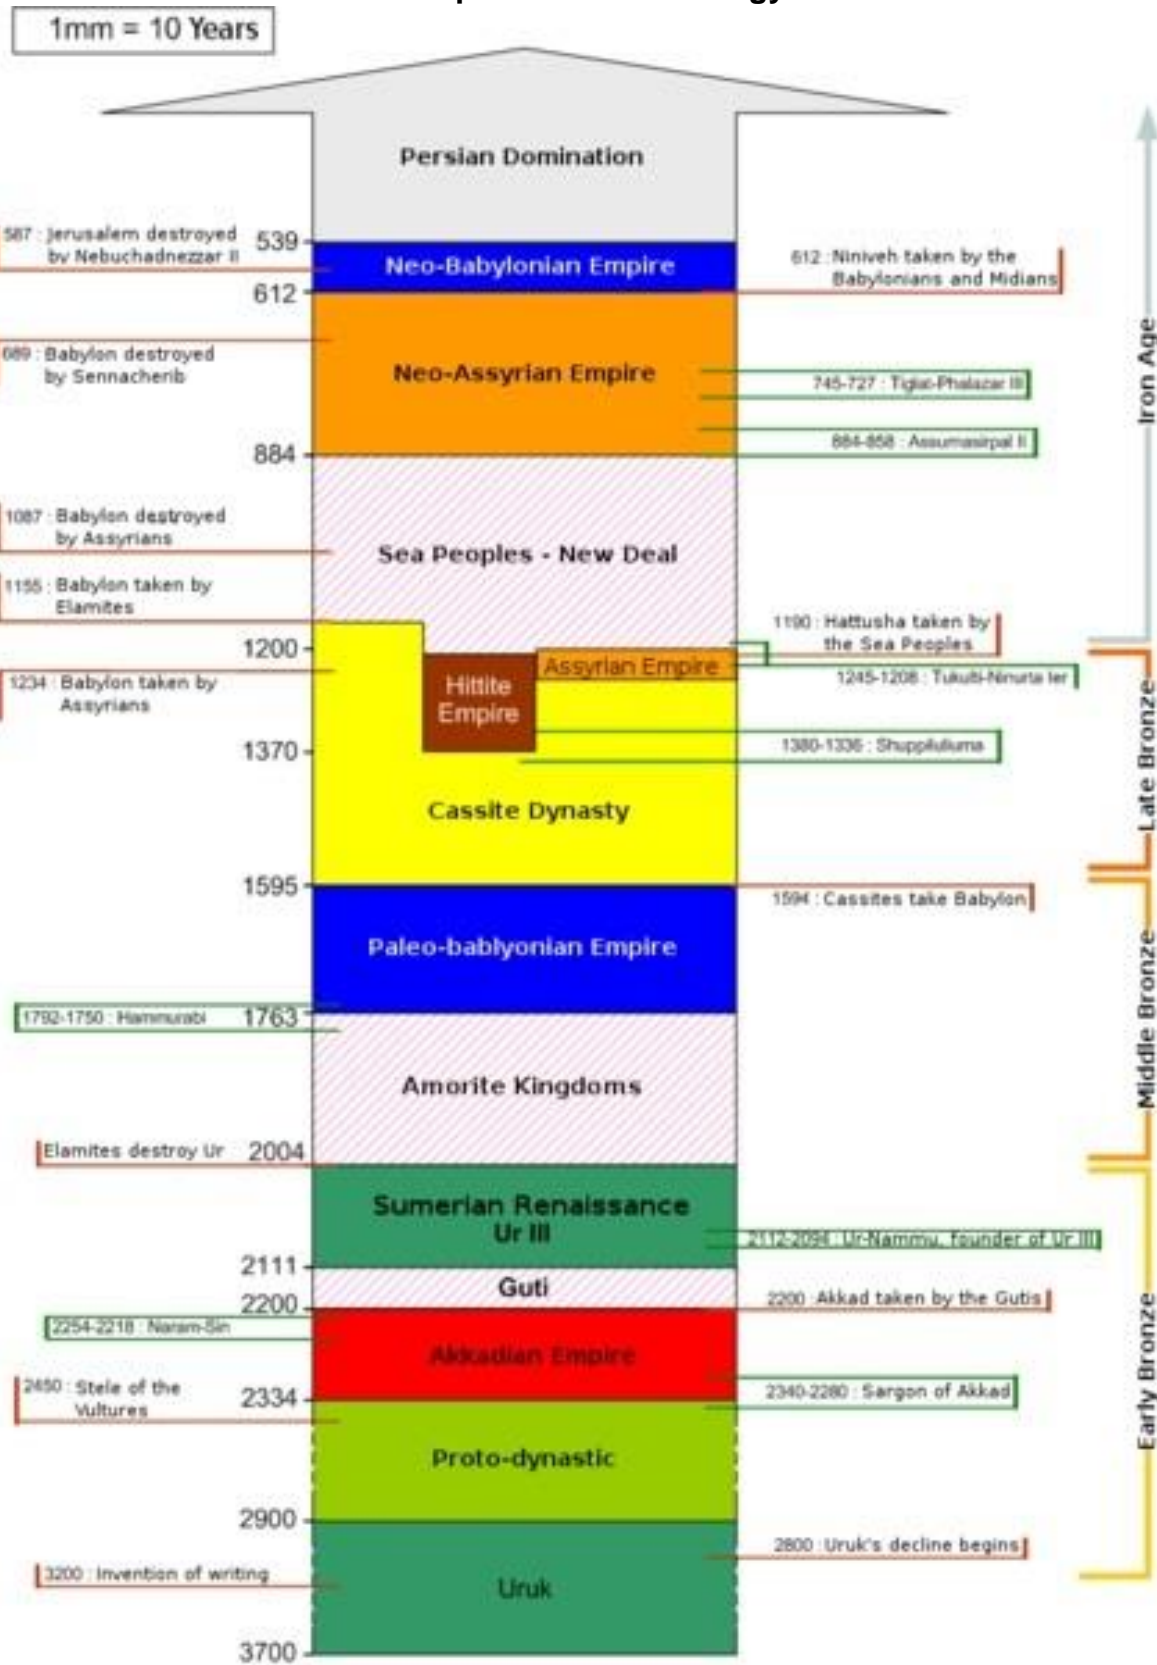 1mm = 10 Years
Persian Domination
587 : Jerusalem destroyed
by Nebuchadnezzar II
539
Neo-Babylonian Empire
612 : Niniveh taken by the
Babylonians and Midians
612
689 : Babylon destroyed
by Sennacherib
Neo-Assyrian Empire
745-727 : Tiglat-Phalazar III
884-858 : Assurnasirpal II
884
1087 : Babylon destroyed
by Assyrians
Sea Peoples - New Deal
1155 : Babylon taken by
Elamites
1190 : Hattusha taken by
the Sea Peoples
1200
Assyrian Empire
1245-1208 : Tukulti-Ninurta Ier
1234 : Babylon taken by
Assyrians
Hittite
Empire
1370
1380-1336 : Shuppiluliuma
Cassite Dynasty
1595
1594 : Cassites take Babylon
Paleo-bablyonian Empire
1792-1750 : Hammurabi
1763
Amorite Kingdoms
Elamites destroy Ur
2004
Sumerian Renaissance
Ur III
2112-2094 : Ur-Nammu, founder of Ur III
2111
Guti
2200
2200 : Akkad taken by the Gutis
2254-2218 : Naram-Sin
Akkadian Empire
2450 : Stele of the
Vultures
2334
2340-2280 : Sargon of Akkad
Proto-dynastic
2900
2800 : Uruk's decline begins
3200 : Invention of writing
Uruk
3700
Iron Age
Late Bronze
Middle Bronze
Early Bronze